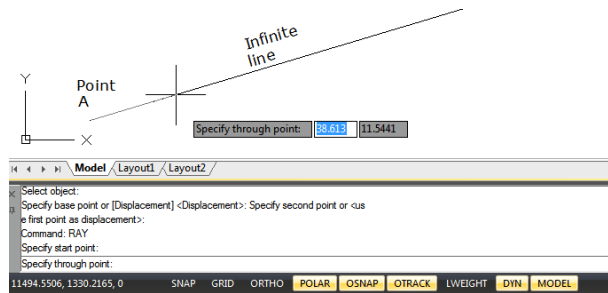 Infinite
line
Point
A
Y
X
Specify through point: 38.613 11.5441
Model Layout1 Layout2
Select object:
Specify base point or [Displacement] <Displacement>: Specify second point or <us
e first point as displacement>:
Command: RAY
Specify start point:
Specify through point:
11494.5506, 1330.2165, 0 SNAP GRID ORTHO POLAR OSNAP OTRACK LWEIGHT DYN MODEL